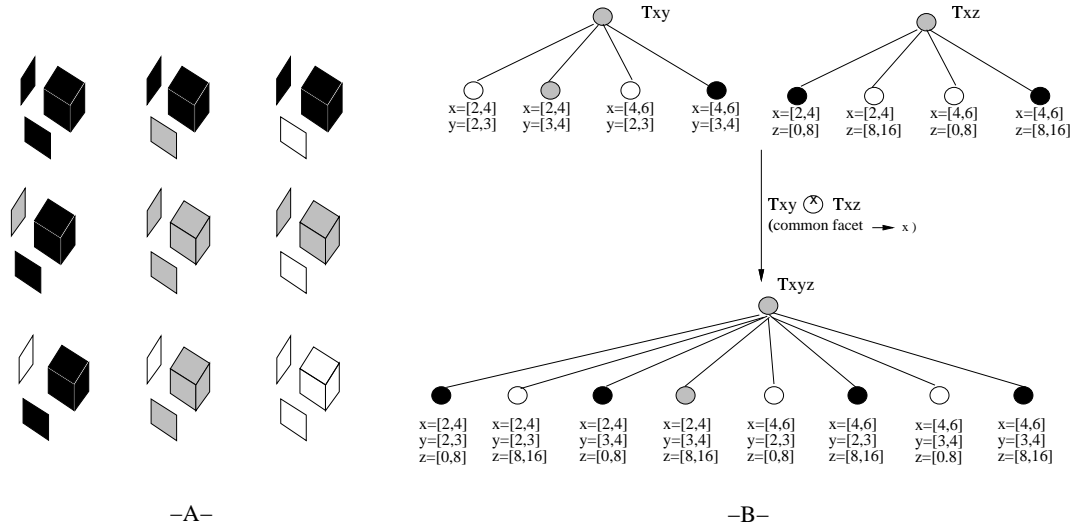 Txy
Txz
x=[2,4] x=[2,4] x=[4,6] x=[4,6]
y=[2,3] y=[3,4] y=[2,3] y=[3,4]
x=[2,4] x=[2,4] x=[4,6] x=[4,6]
z=[0,8] z=[8,16] z=[0,8] z=[8,16]
Txy x Txz
(common facet → x )
Txyz
x=[2,4] x=[2,4] x=[2,4] x=[2,4] x=[4,6] x=[4,6] x=[4,6] x=[4,6]
y=[2,3] y=[2,3] y=[3,4] y=[3,4] y=[2,3] y=[2,3] y=[3,4] y=[3,4]
z=[0,8] z=[8,16] z=[0,8] z=[8,16] z=[0,8] z=[8,16] z=[0.8] z=[8,16]
–A–
–B–